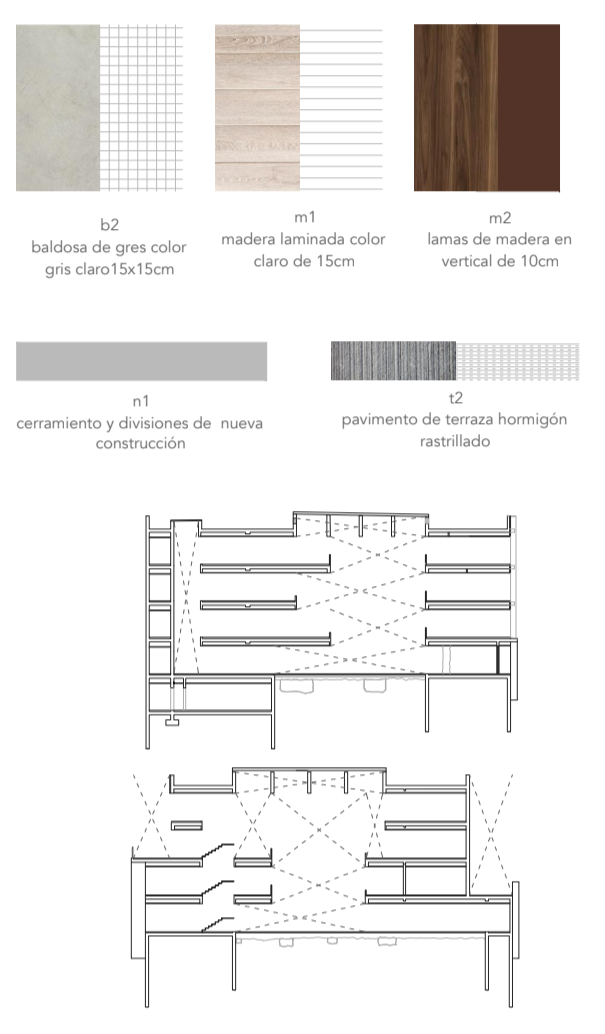 b2
baldosa de gres color
gris claro15x15cm
m1
madera laminada color
claro de 15cm
m2
lamas de madera en
vertical de 10cm
n1
cerramiento y divisiones de nueva
construcción
t2
pavimento de terraza hormigón
rastrillado